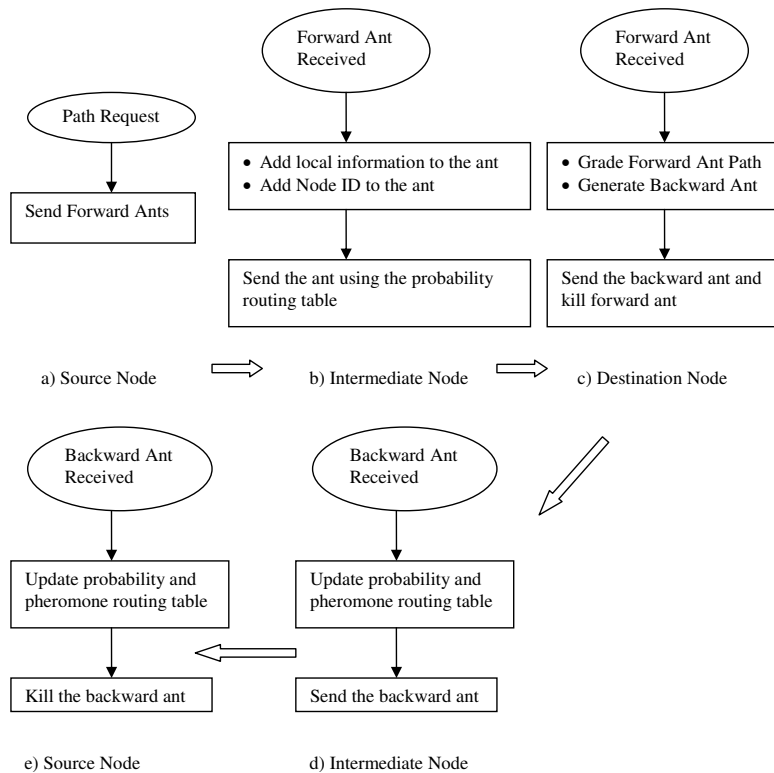 Path Request
Send Forward Ants
a) Source Node
Forward Ant
Received
• Add local information to the ant
• Add Node ID to the ant
Send the ant using the probability
routing table
b) Intermediate Node
Forward Ant
Received
• Grade Forward Ant Path
• Generate Backward Ant
Send the backward ant and
kill forward ant
c) Destination Node
Backward Ant
Received
Update probability and
pheromone routing table
Send the backward ant
d) Intermediate Node
Backward Ant
Received
Update probability and
pheromone routing table
Kill the backward ant
e) Source Node